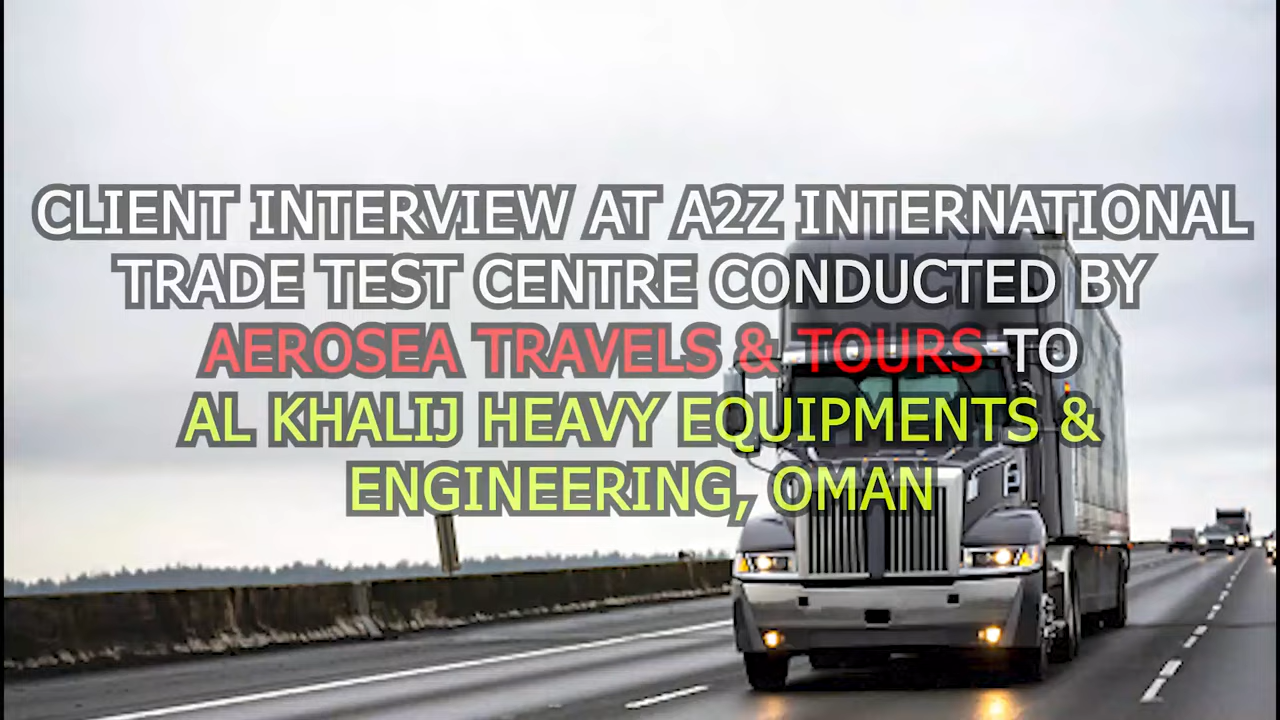 CLIENT INTERVIEW AT A2Z INTERNATIONAL
TRADE TEST CENTRE CONDUCTED BY
AEROSEA TRAVELS & TOURS TO
AL KHALIJ HEAVY EQUIPMENTS &
ENGINEERING, OMAN